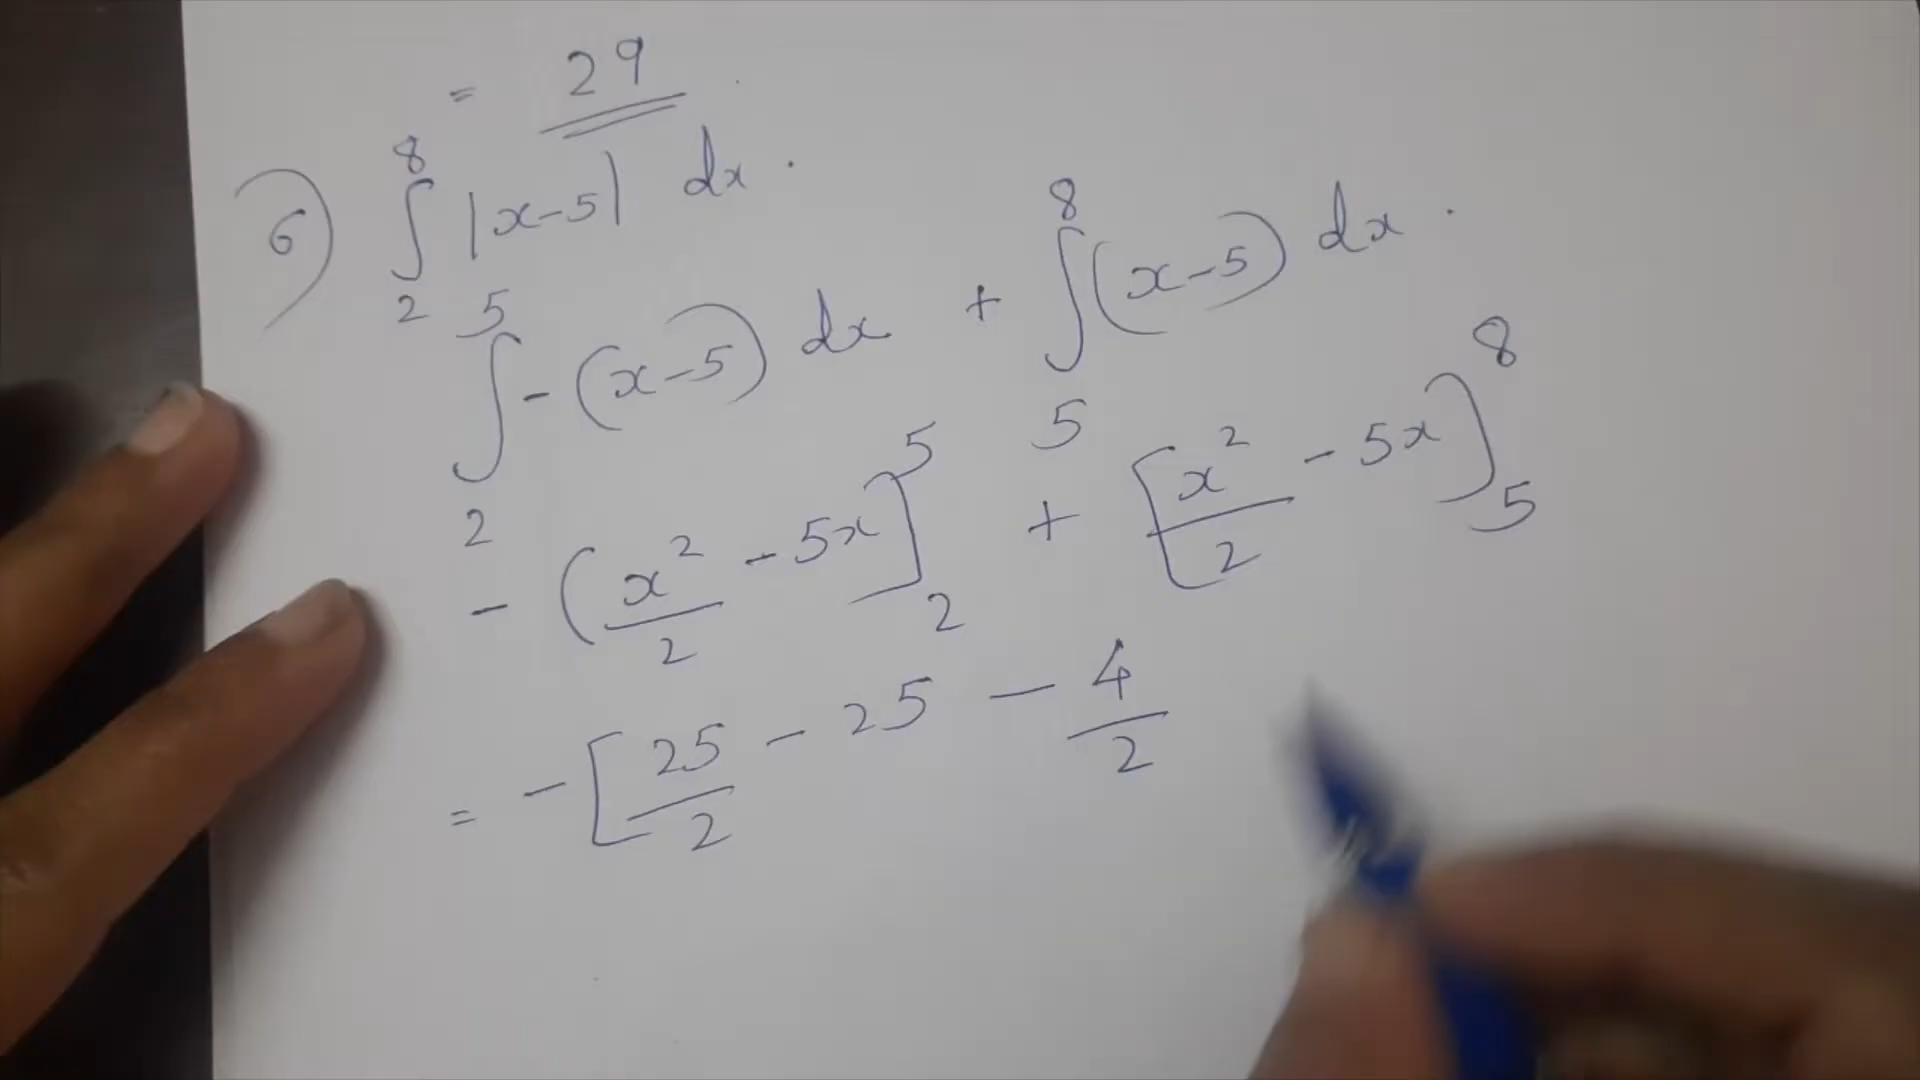 = 29
6) ∫₂⁸ |x-5| dx.
∫₂⁵ -(x-5) dx + ∫₅⁸ (x-5) dx.
- (x²/2 - 5x]₂⁵ + [x²/2 - 5x]₅⁸
= - [25/2 - 25 - 4/2